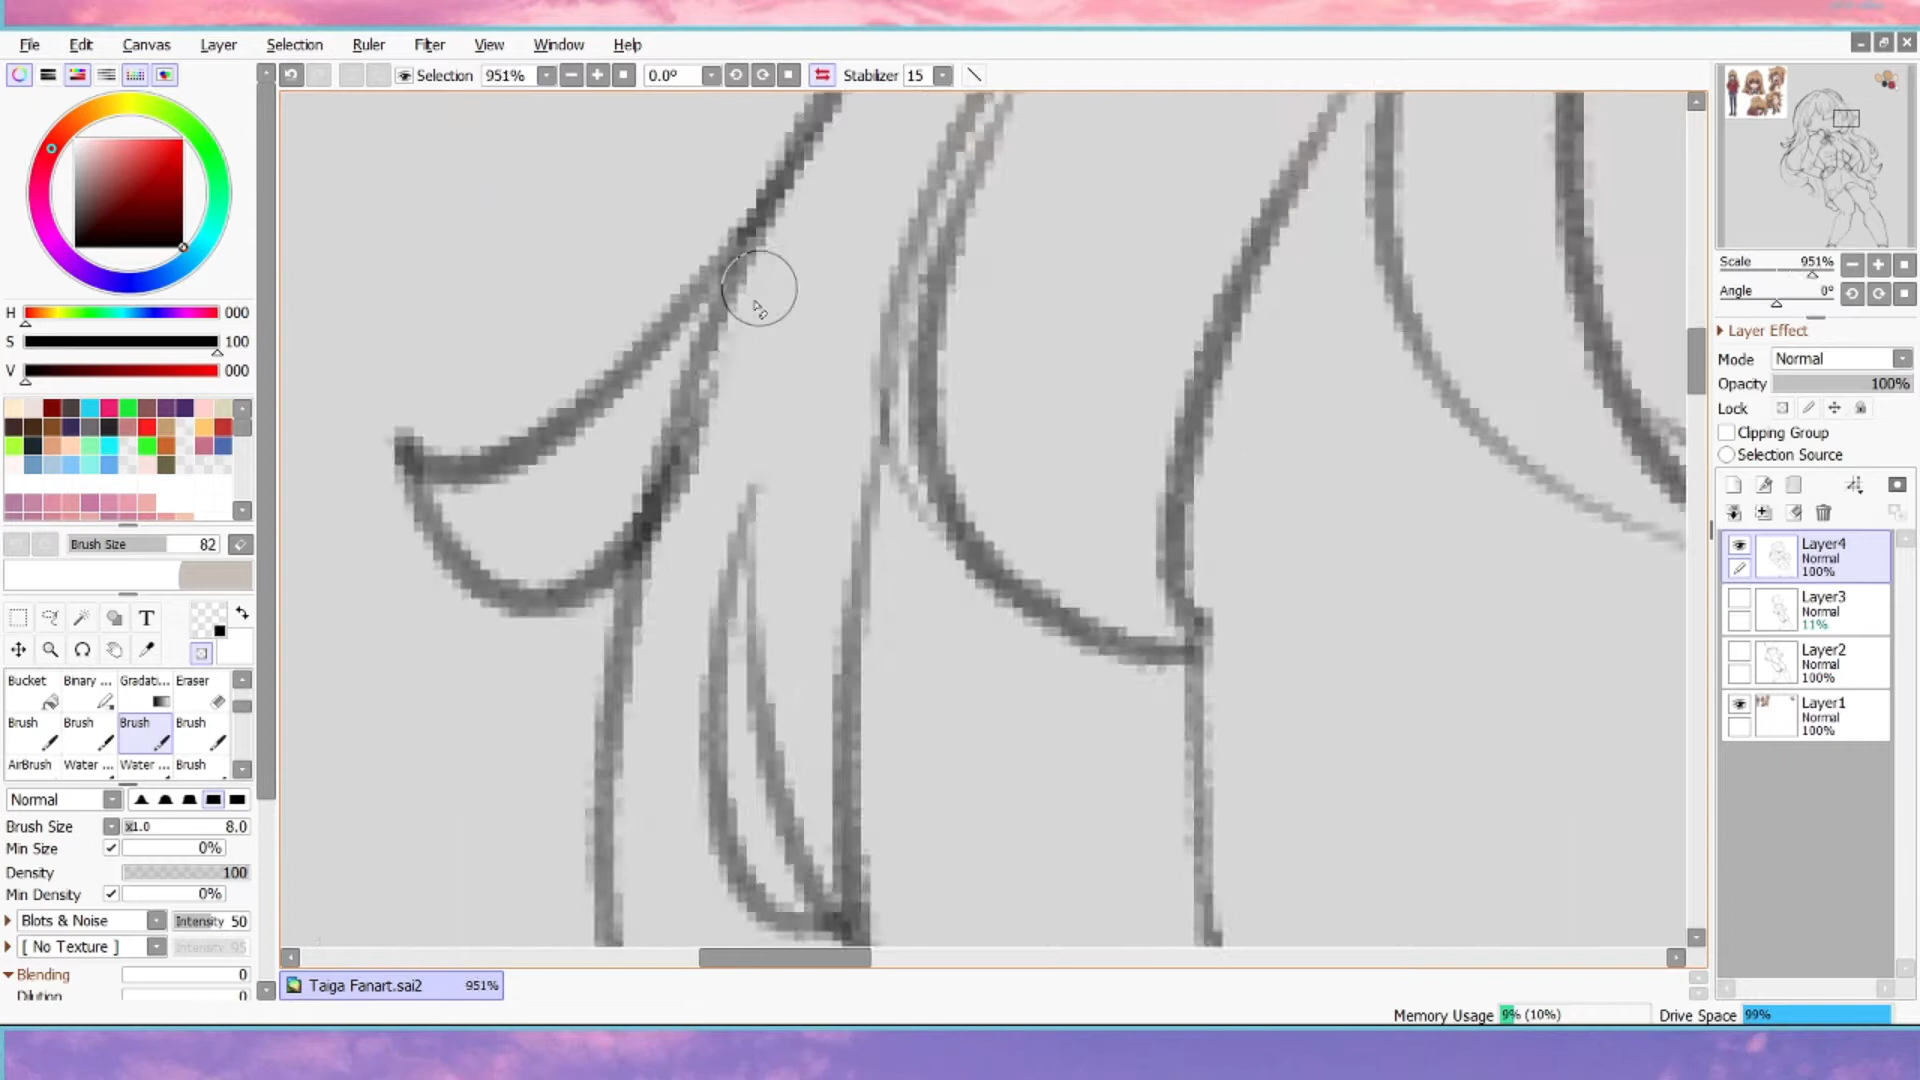 File Edit Canvas Layer Selection Ruler Filter View Window Help
Selection 951% 0.0° Stabilizer 15
H 000
S 100
V 000
Brush Size 82
T
Bucket Binary ... Gradati... Eraser
Brush Brush Brush Brush
AirBrush Water ... Water ... Brush
Normal
Brush Size x1.0 8.0
Min Size 0%
Density 100
Min Density 0%
Blots & Noise Intensity 50
[ No Texture ] Intensity 95
Blending 0
Dilution 0
Taiga Fanart.sai2 951%
Scale 951%
Angle 0°
Layer Effect
Mode Normal
Opacity 100%
Lock
Clipping Group
Selection Source
Layer4
Normal
100%
Layer3
Normal
11%
Layer2
Normal
100%
Layer1
Normal
100%
Memory Usage 9% (10%) Drive Space 99%